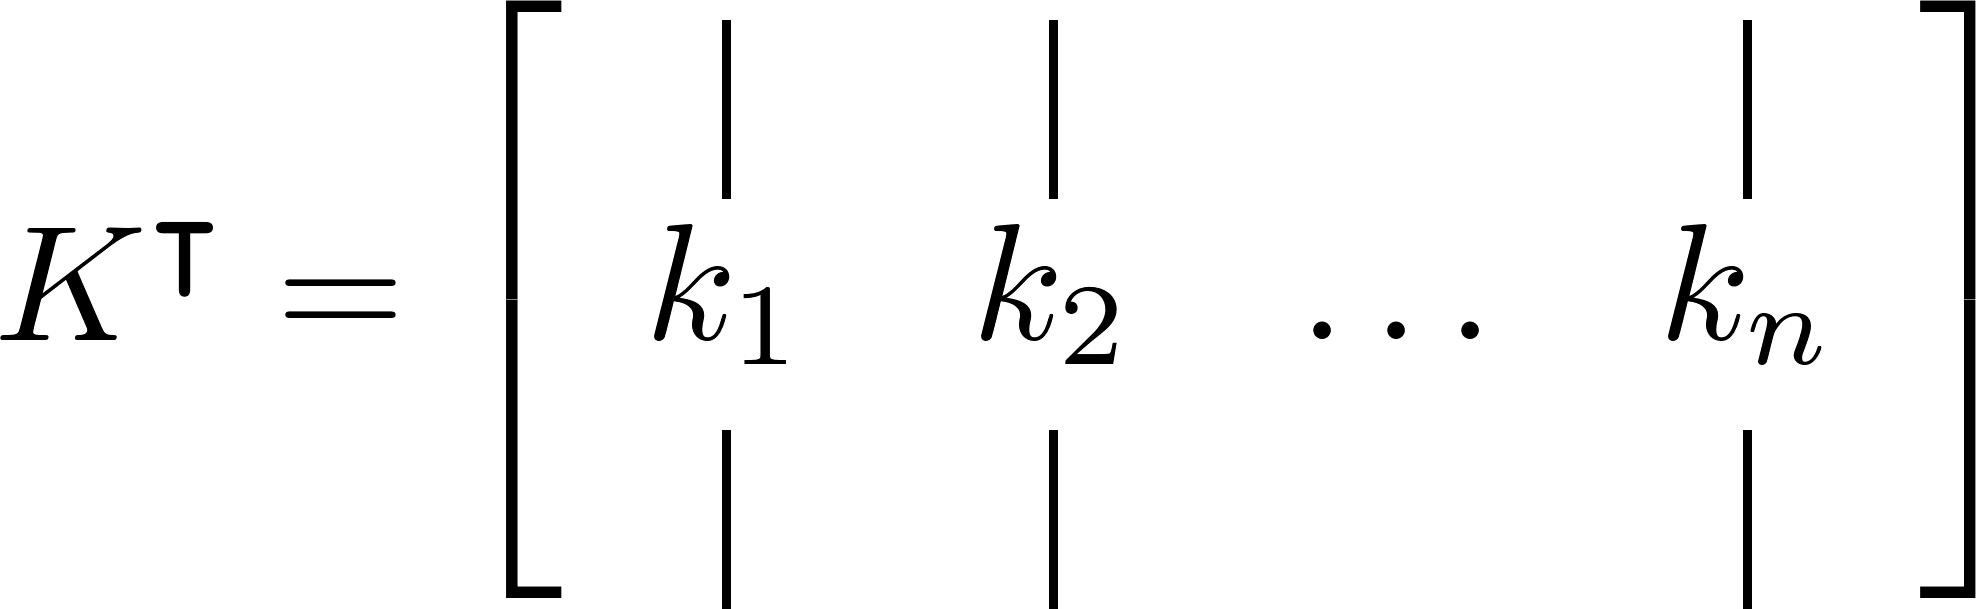 | | |
K^T = [ k_1 k_2 … k_n ]
| | |